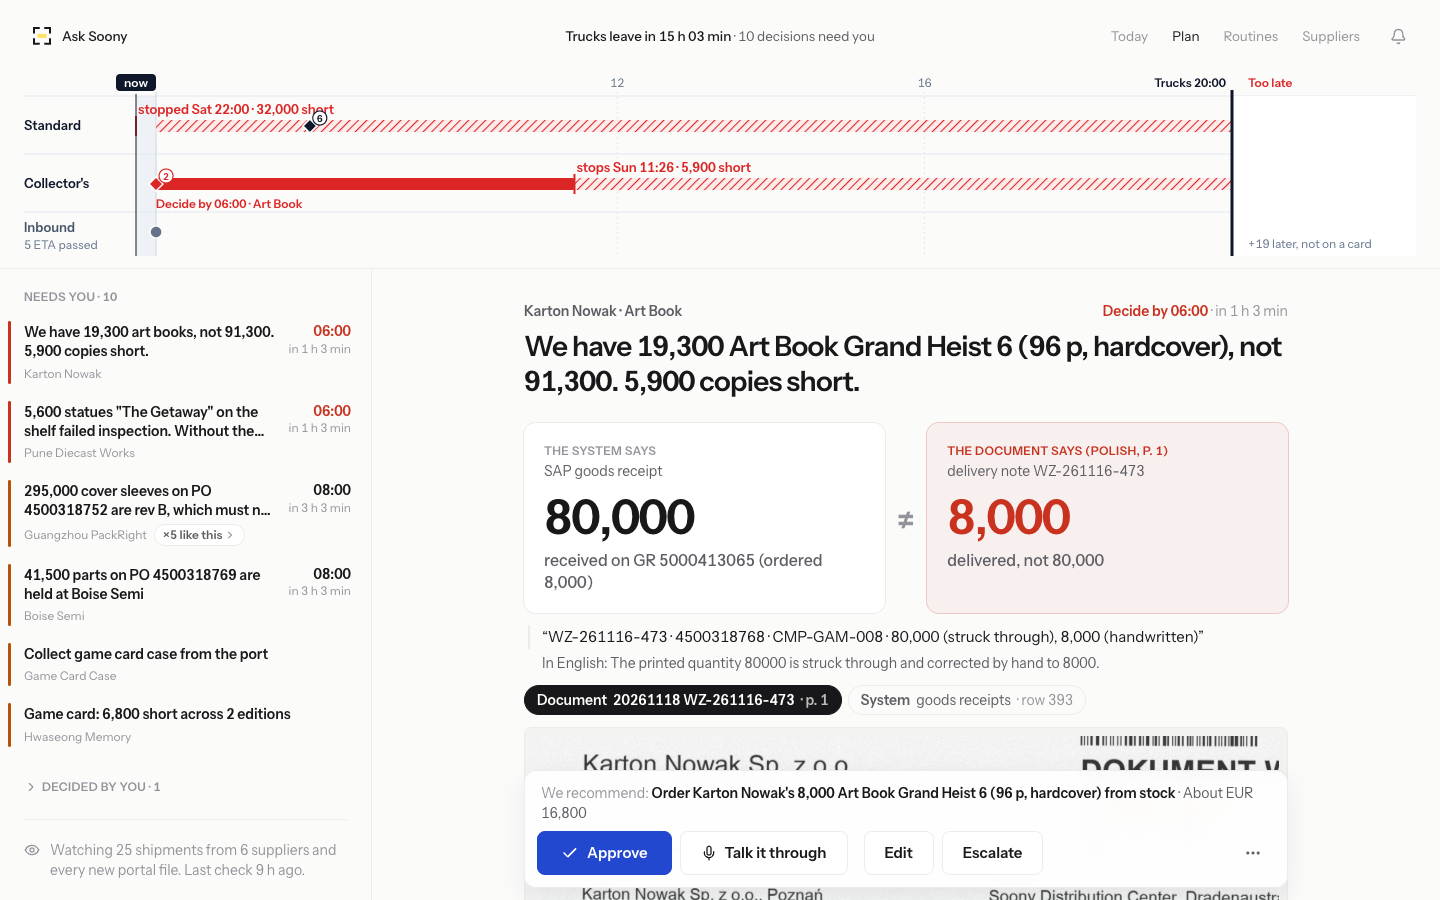 Ask Soony
Trucks leave in 15 h 03 min · 10 decisions need you
Today Plan Routines Suppliers
now 12 16 Trucks 20:00 Too late
stopped Sat 22:00 · 32,000 short
Standard
6
stops Sun 11:26 · 5,900 short
Collector's
2
Decide by 06:00 · Art Book
Inbound
5 ETA passed
+19 later, not on a card
NEEDS YOU · 10
We have 19,300 art books, not 91,300. 06:00
5,900 copies short. in 1 h 3 min
Karton Nowak
5,600 statues "The Getaway" on the 06:00
shelf failed inspection. Without the... in 1 h 3 min
Pune Diecast Works
295,000 cover sleeves on PO 08:00
4500318752 are rev B, which must n... in 3 h 3 min
Guangzhou PackRight ×5 like this
41,500 parts on PO 4500318769 are 08:00
held at Boise Semi in 3 h 3 min
Boise Semi
Collect game card case from the port
Game Card Case
Game card: 6,800 short across 2 editions
Hwaseong Memory
DECIDED BY YOU · 1
Watching 25 shipments from 6 suppliers and
every new portal file. Last check 9 h ago.
Karton Nowak · Art Book Decide by 06:00 · in 1 h 3 min
We have 19,300 Art Book Grand Heist 6 (96 p, hardcover), not
91,300. 5,900 copies short.
THE SYSTEM SAYS
SAP goods receipt
80,000
received on GR 5000413065 (ordered
8,000)
≠
THE DOCUMENT SAYS (POLISH, P. 1)
delivery note WZ-261116-473
8,000
delivered, not 80,000
“WZ-261116-473 · 4500318768 · CMP-GAM-008 · 80,000 (struck through), 8,000 (handwritten)”
In English: The printed quantity 80000 is struck through and corrected by hand to 8000.
Document 20261118 WZ-261116-473 · p. 1 System goods receipts · row 393
Karton Nowak Sp. z o.o.
DOKUMENT
We recommend: Order Karton Nowak's 8,000 Art Book Grand Heist 6 (96 p, hardcover) from stock · About EUR
16,800
Approve Talk it through Edit Escalate ...
Karton Nowak Sp. z o.o., Poznań Soony Distribution Center,